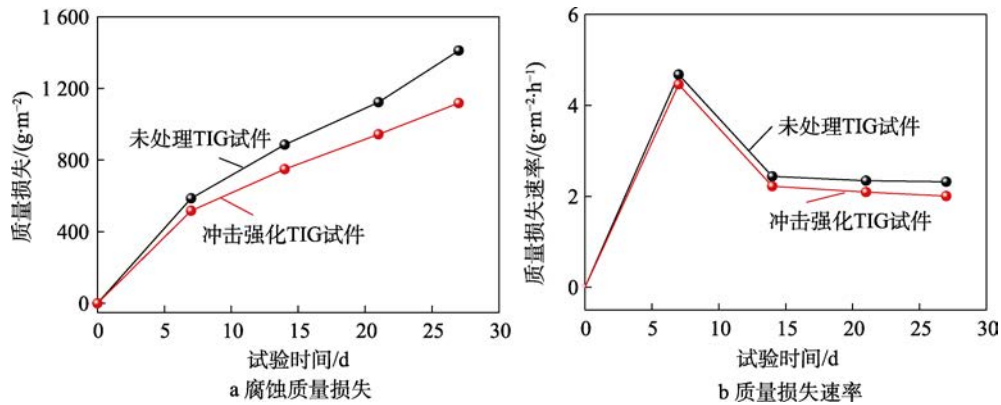 a
1 600
1 200
800
400
0
质量损失/(g·m⁻²)
未处理TIG试件
冲击强化TIG试件
0 5 10 15 20 25 30
试验时间/d
a 腐蚀质量损失
b
6
4
2
0
质量损失速率/(g·m⁻²·h⁻¹)
未处理TIG试件
冲击强化TIG试件
0 5 10 15 20 25 30
试验时间/d
b 质量损失速率